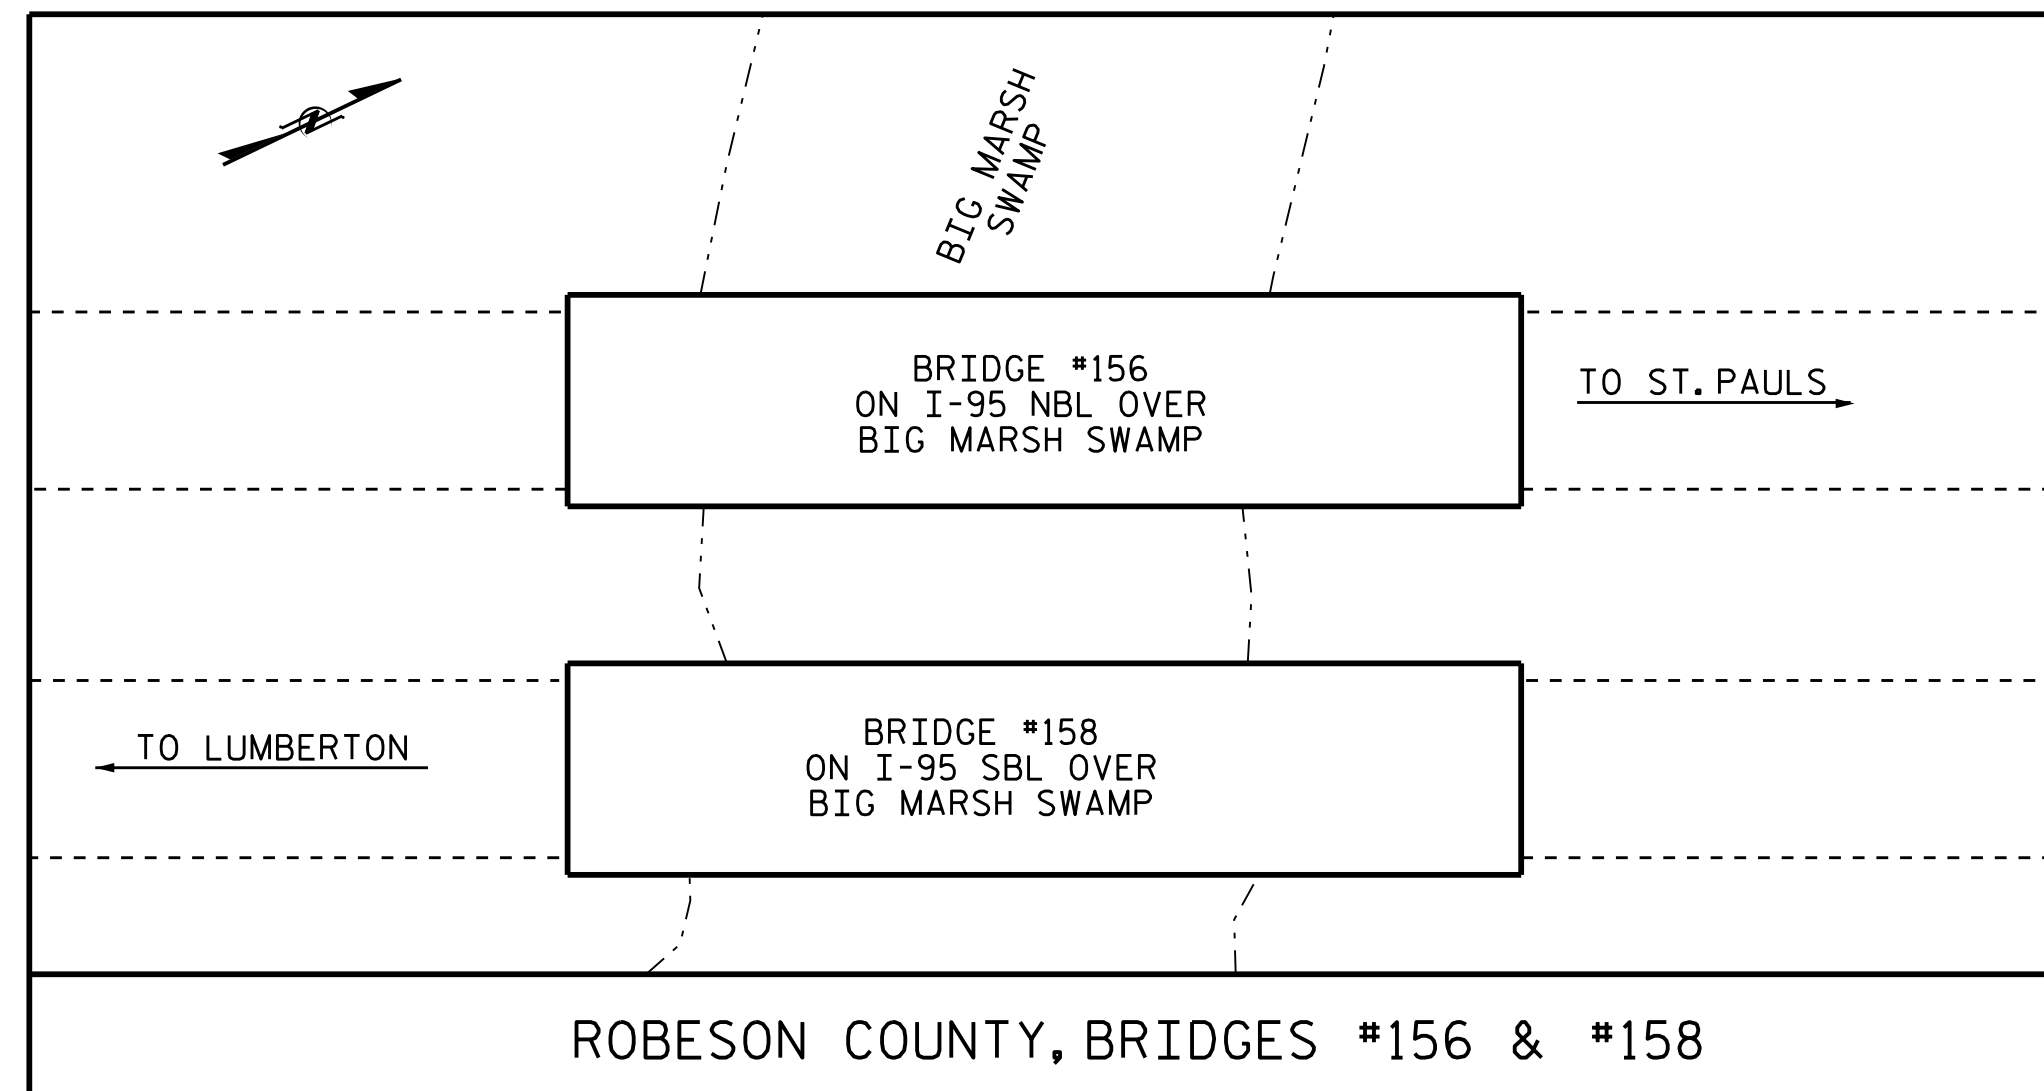 N
BIG MARSH
SWAMP
BRIDGE #156
ON I-95 NBL OVER
BIG MARSH SWAMP
TO ST. PAULS
BRIDGE #158
ON I-95 SBL OVER
BIG MARSH SWAMP
TO LUMBERTON
ROBESON COUNTY, BRIDGES #156 & #158